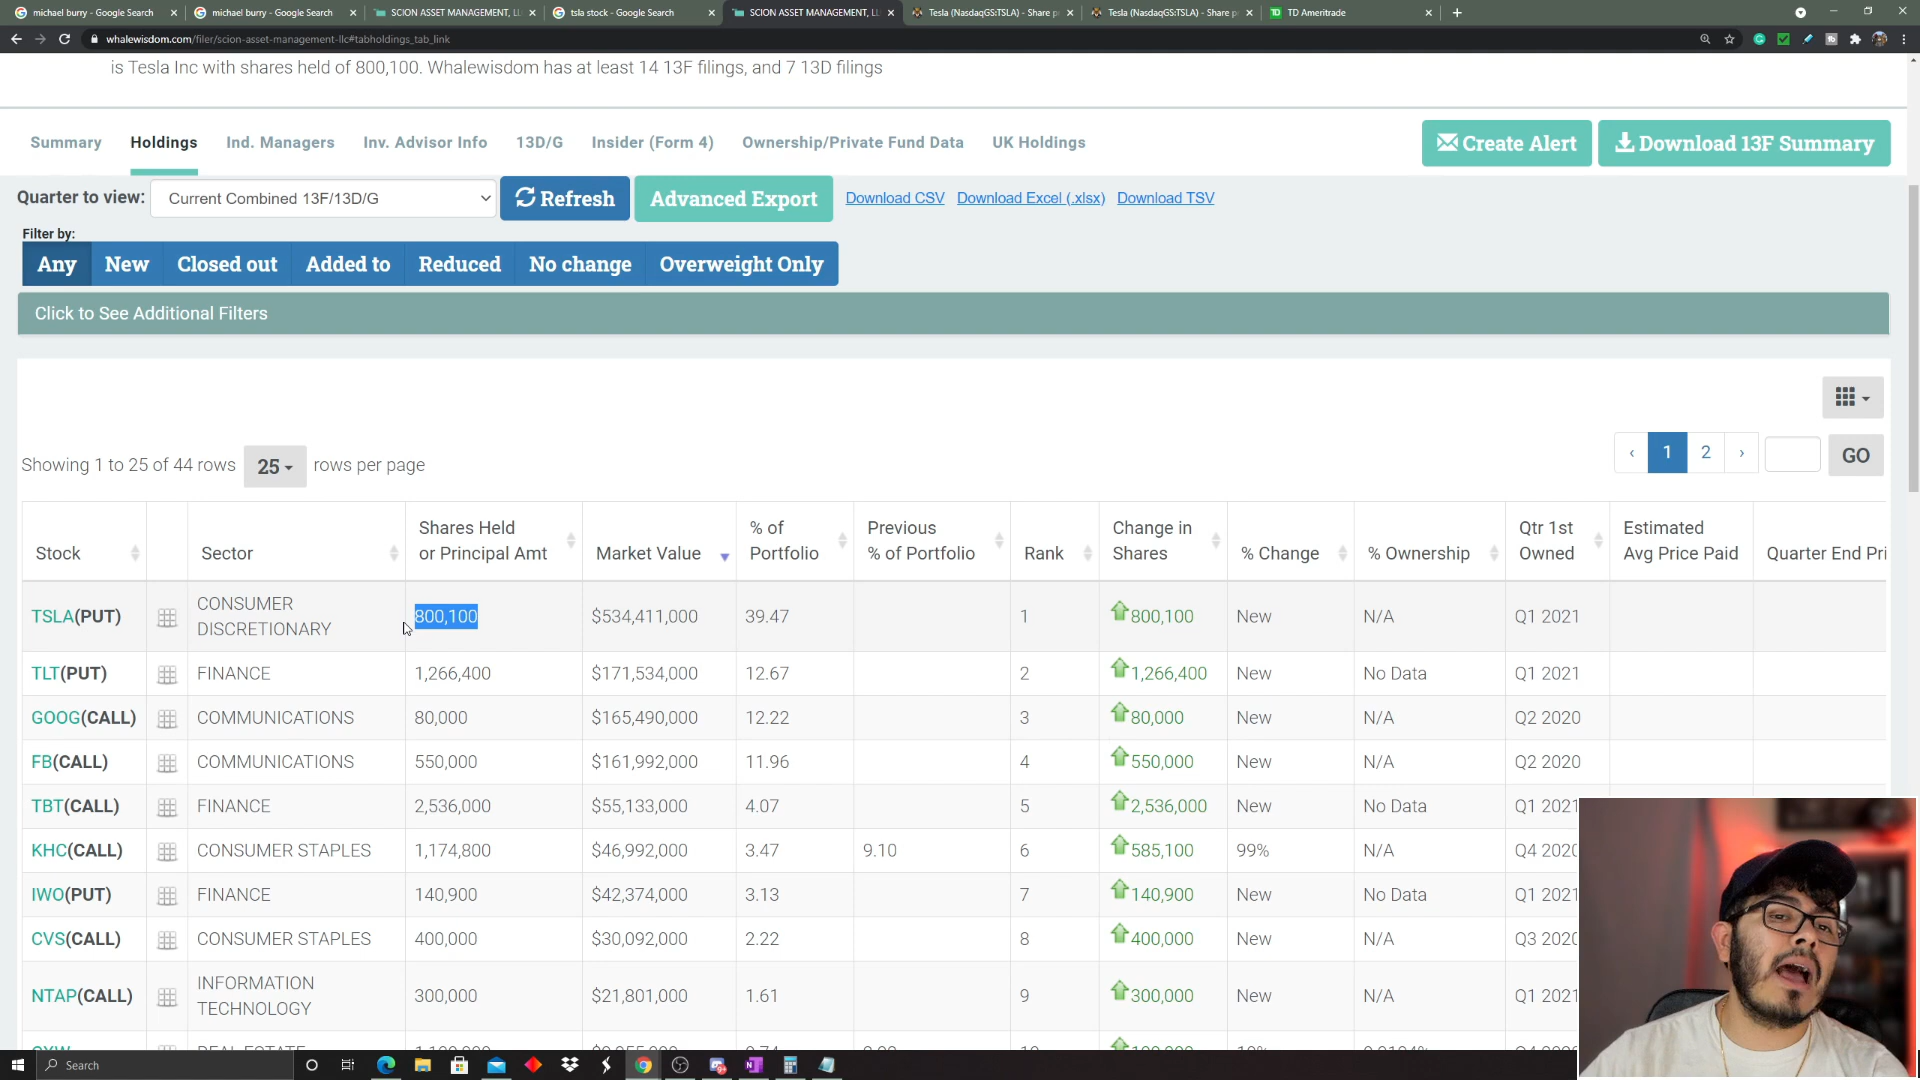 michael burry - Google Search
michael burry - Google Search
SCION ASSET MANAGEMENT, LL
tsla stock - Google Search
SCION ASSET MANAGEMENT, LL
Tesla (NasdaqGS:TSLA) - Share p
Tesla (NasdaqGS:TSLA) - Share p
TD Ameritrade
whalewisdom.com/filer/scion-asset-management-llc#tabholdings_tab_link
is Tesla Inc with shares held of 800,100. Whalewisdom has at least 14 13F filings, and 7 13D filings
Summary Holdings Ind. Managers Inv. Advisor Info 13D/G Insider (Form 4) Ownership/Private Fund Data UK Holdings
Create Alert Download 13F Summary
Quarter to view: Current Combined 13F/13D/G Refresh Advanced Export Download CSV Download Excel (.xlsx) Download TSV
Filter by:
Any New Closed out Added to Reduced No change Overweight Only
Click to See Additional Filters
Showing 1 to 25 of 44 rows 25 rows per page
‹ 1 2 › GO
Stock Sector Shares Held or Principal Amt Market Value % of Portfolio Previous % of Portfolio Rank Change in Shares % Change % Ownership Qtr 1st Owned Estimated Avg Price Paid Quarter End Pri
TSLA(PUT) CONSUMER DISCRETIONARY 800,100 $534,411,000 39.47 1 800,100 New N/A Q1 2021
TLT(PUT) FINANCE 1,266,400 $171,534,000 12.67 2 1,266,400 New No Data Q1 2021
GOOG(CALL) COMMUNICATIONS 80,000 $165,490,000 12.22 3 80,000 New N/A Q2 2020
FB(CALL) COMMUNICATIONS 550,000 $161,992,000 11.96 4 550,000 New N/A Q2 2020
TBT(CALL) FINANCE 2,536,000 $55,133,000 4.07 5 2,536,000 New No Data Q1 2021
KHC(CALL) CONSUMER STAPLES 1,174,800 $46,992,000 3.47 9.10 6 585,100 99% N/A Q4 2020
IWO(PUT) FINANCE 140,900 $42,374,000 3.13 7 140,900 New No Data Q1 2021
CVS(CALL) CONSUMER STAPLES 400,000 $30,092,000 2.22 8 400,000 New N/A Q3 2020
NTAP(CALL) INFORMATION TECHNOLOGY 300,000 $21,801,000 1.61 9 300,000 New N/A Q1 2021
Search